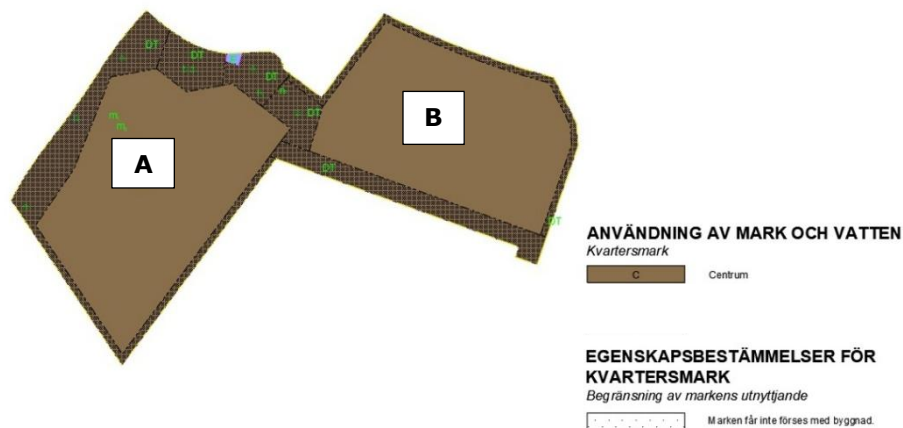 DT
DT
DT
DT
DT
DT
A
B
ANVÄNDNING AV MARK OCH VATTEN
Kvartersmark
C
Centrum
EGENSKAPSBESTÄMMELSER FÖR
KVARTERSMARK
Begränsning av markens utnyttjande
Marken får inte förses med byggnad.